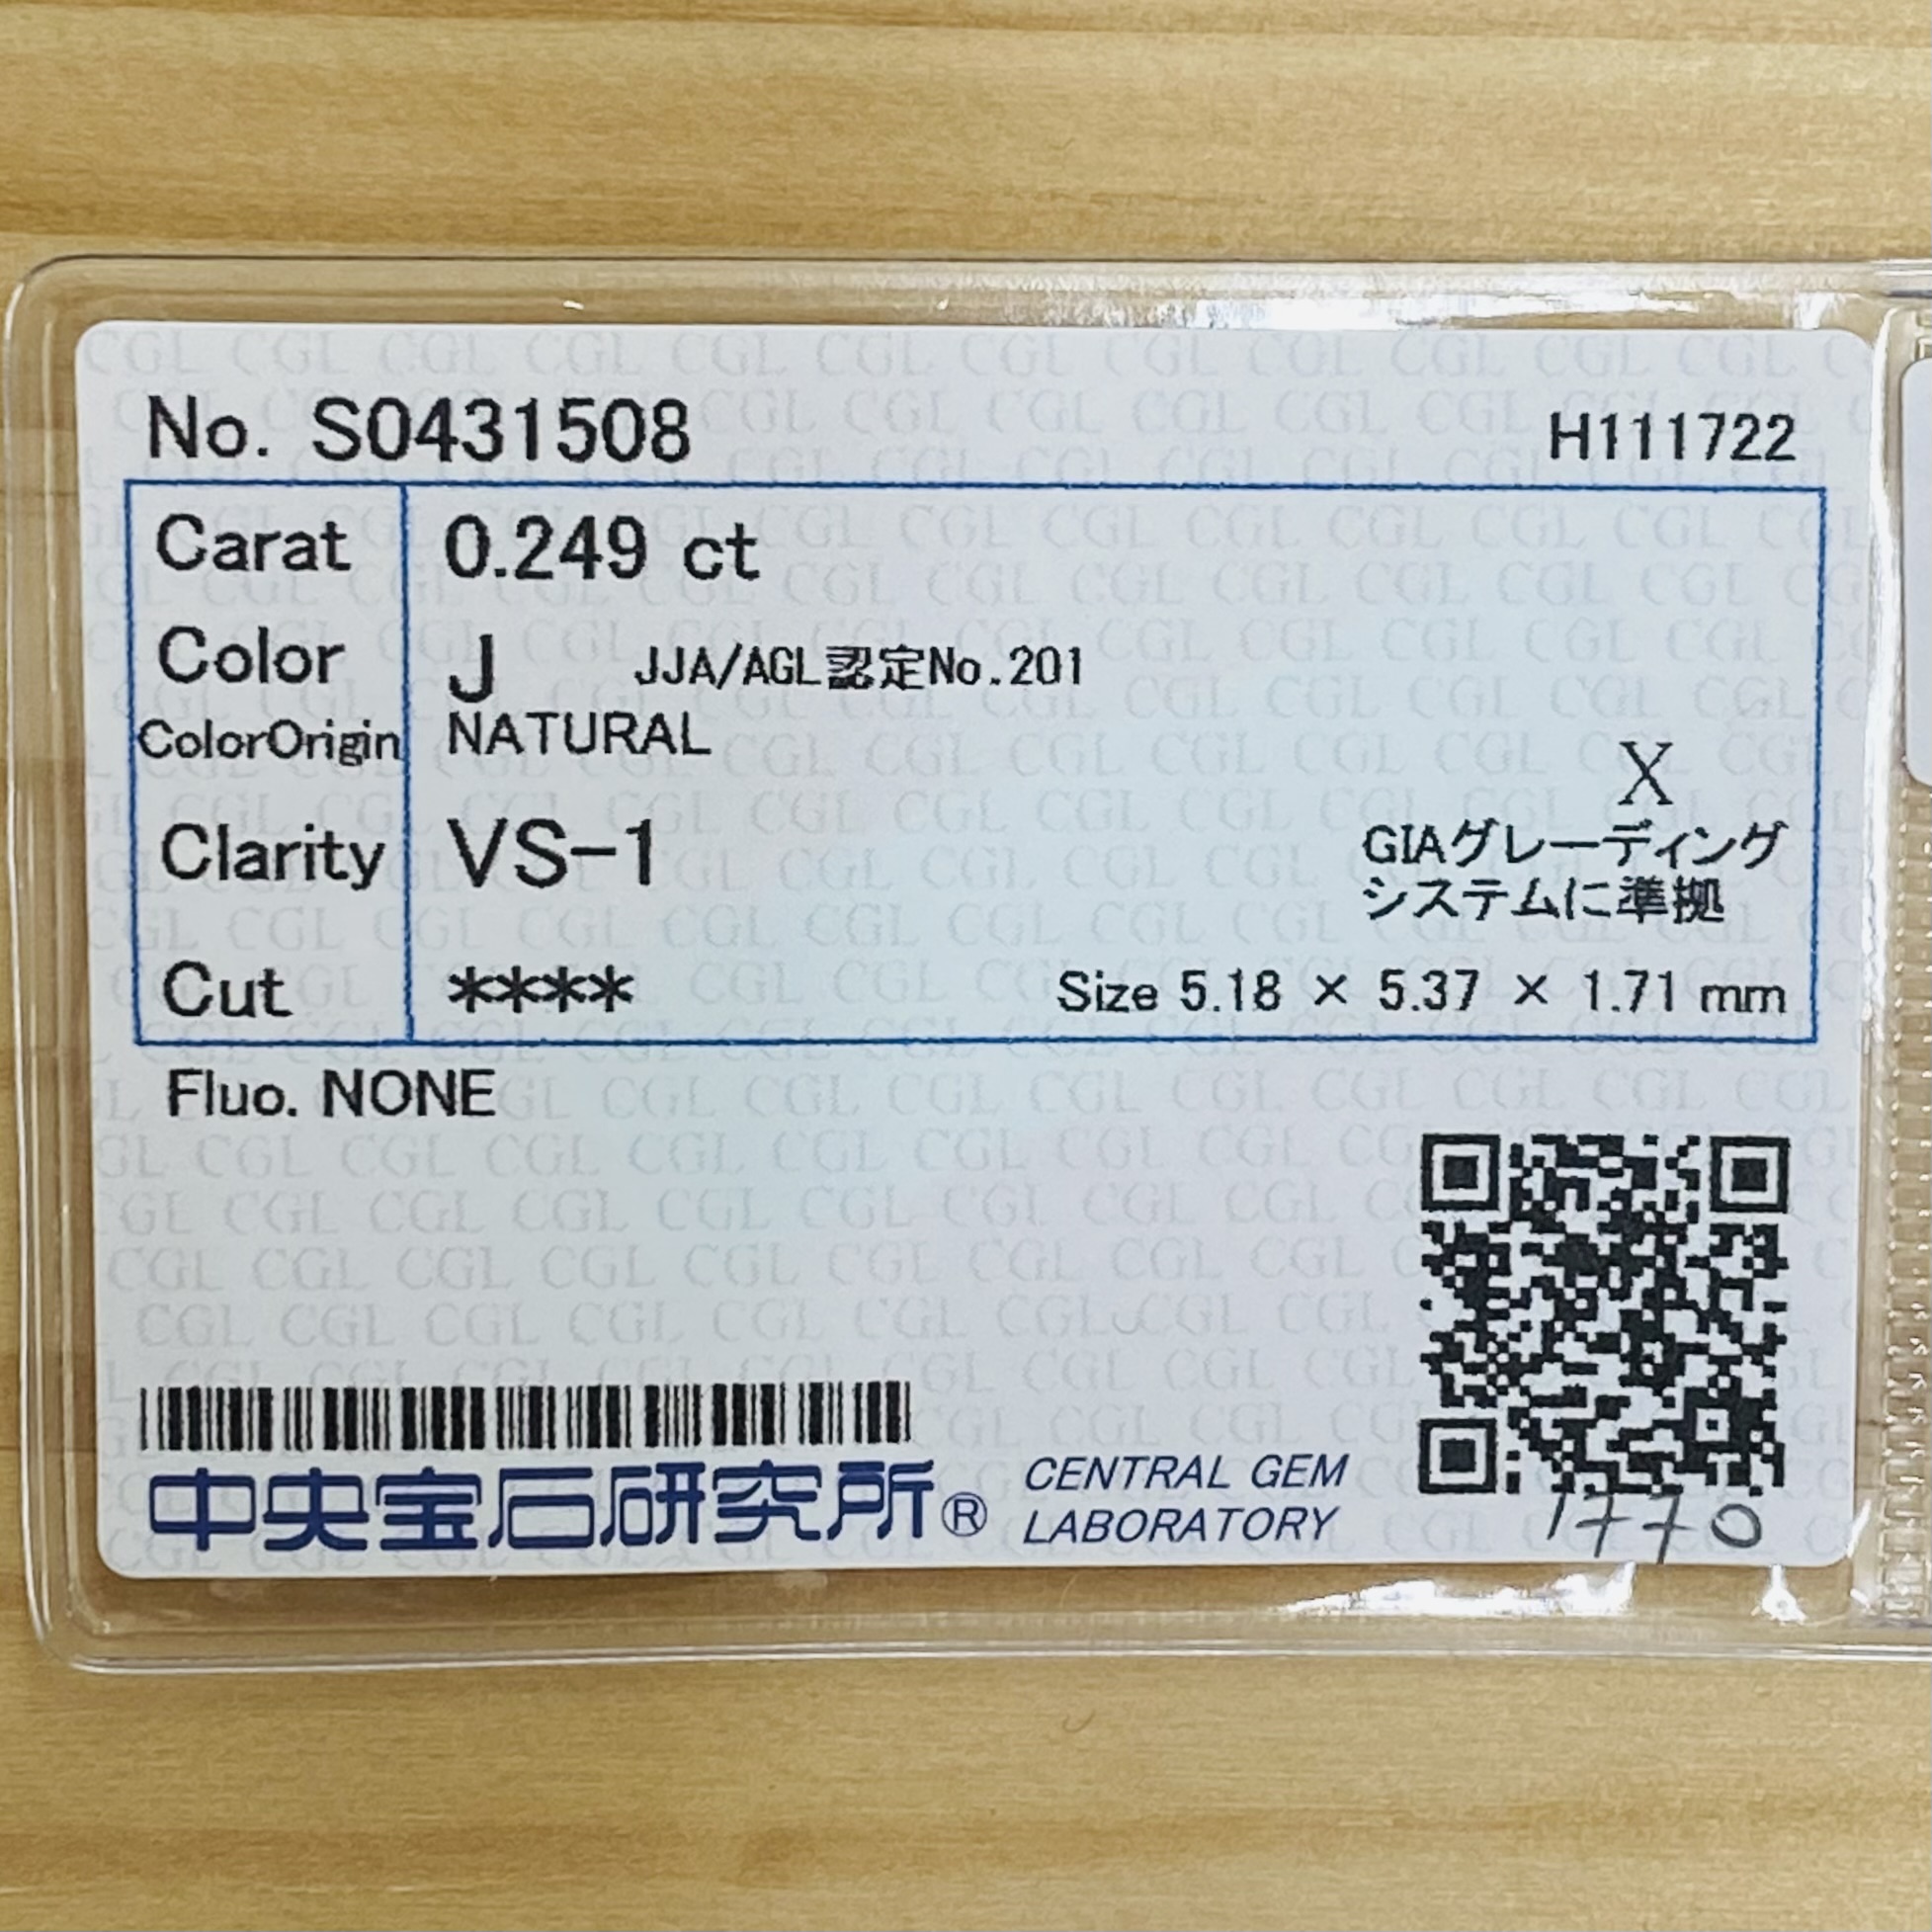 No. S0431508 H111722
Carat 0.249 ct
Color J JJA/AGL認定No.201
ColorOrigin NATURAL
X
Clarity VS-1 GIAグレーディング
システムに準拠
Cut **** Size 5.18 × 5.37 × 1.71 mm
Fluo. NONE
中央宝石研究所® CENTRAL GEM
LABORATORY
1770